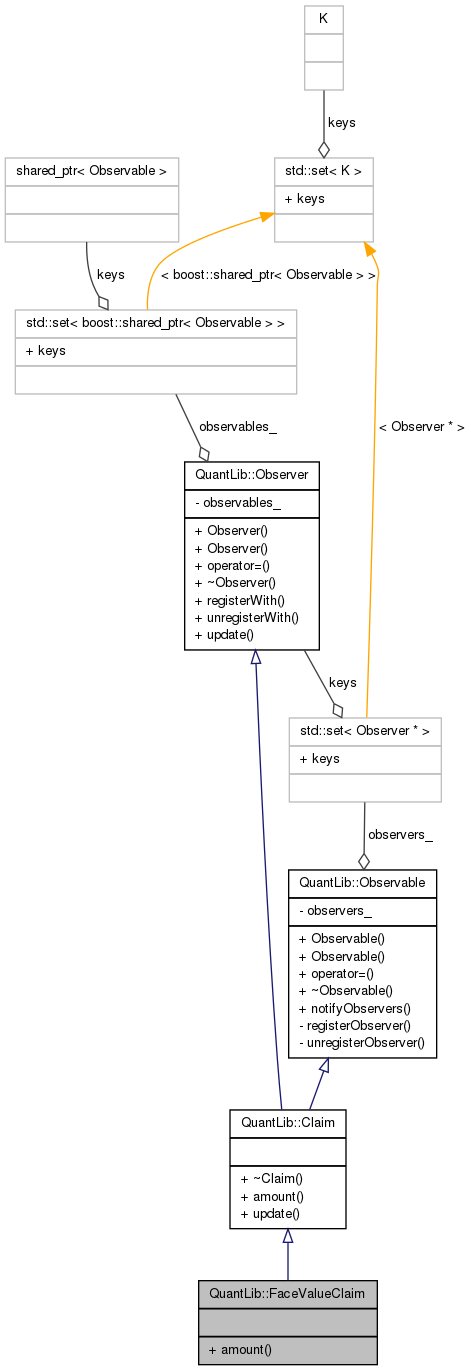 K
keys
shared_ptr< Observable >
std::set< K >
+ keys
keys
< boost::shared_ptr< Observable > >
std::set< boost::shared_ptr< Observable > >
+ keys
observables_
< Observer * >
QuantLib::Observer
- observables_
+ Observer()
+ Observer()
+ operator=()
+ ~Observer()
+ registerWith()
+ unregisterWith()
+ update()
keys
std::set< Observer * >
+ keys
observers_
QuantLib::Observable
- observers_
+ Observable()
+ Observable()
+ operator=()
+ ~Observable()
+ notifyObservers()
- registerObserver()
- unregisterObserver()
QuantLib::Claim
+ ~Claim()
+ amount()
+ update()
QuantLib::FaceValueClaim
+ amount()